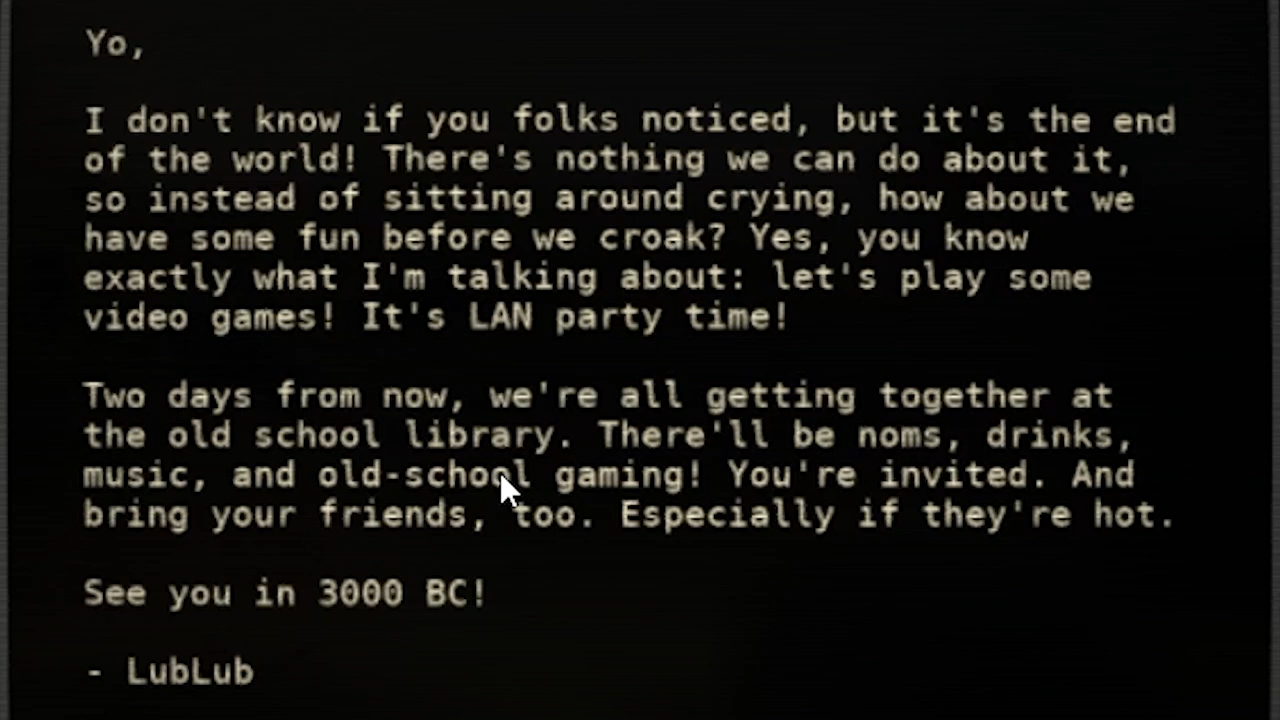 Yo,
I don't know if you folks noticed, but it's the end
of the world! There's nothing we can do about it,
so instead of sitting around crying, how about we
have some fun before we croak? Yes, you know
exactly what I'm talking about: let's play some
video games! It's LAN party time!
Two days from now, we're all getting together at
the old school library. There'll be noms, drinks,
music, and old-school gaming! You're invited. And
bring your friends, too. Especially if they're hot.
See you in 3000 BC!
- LubLub